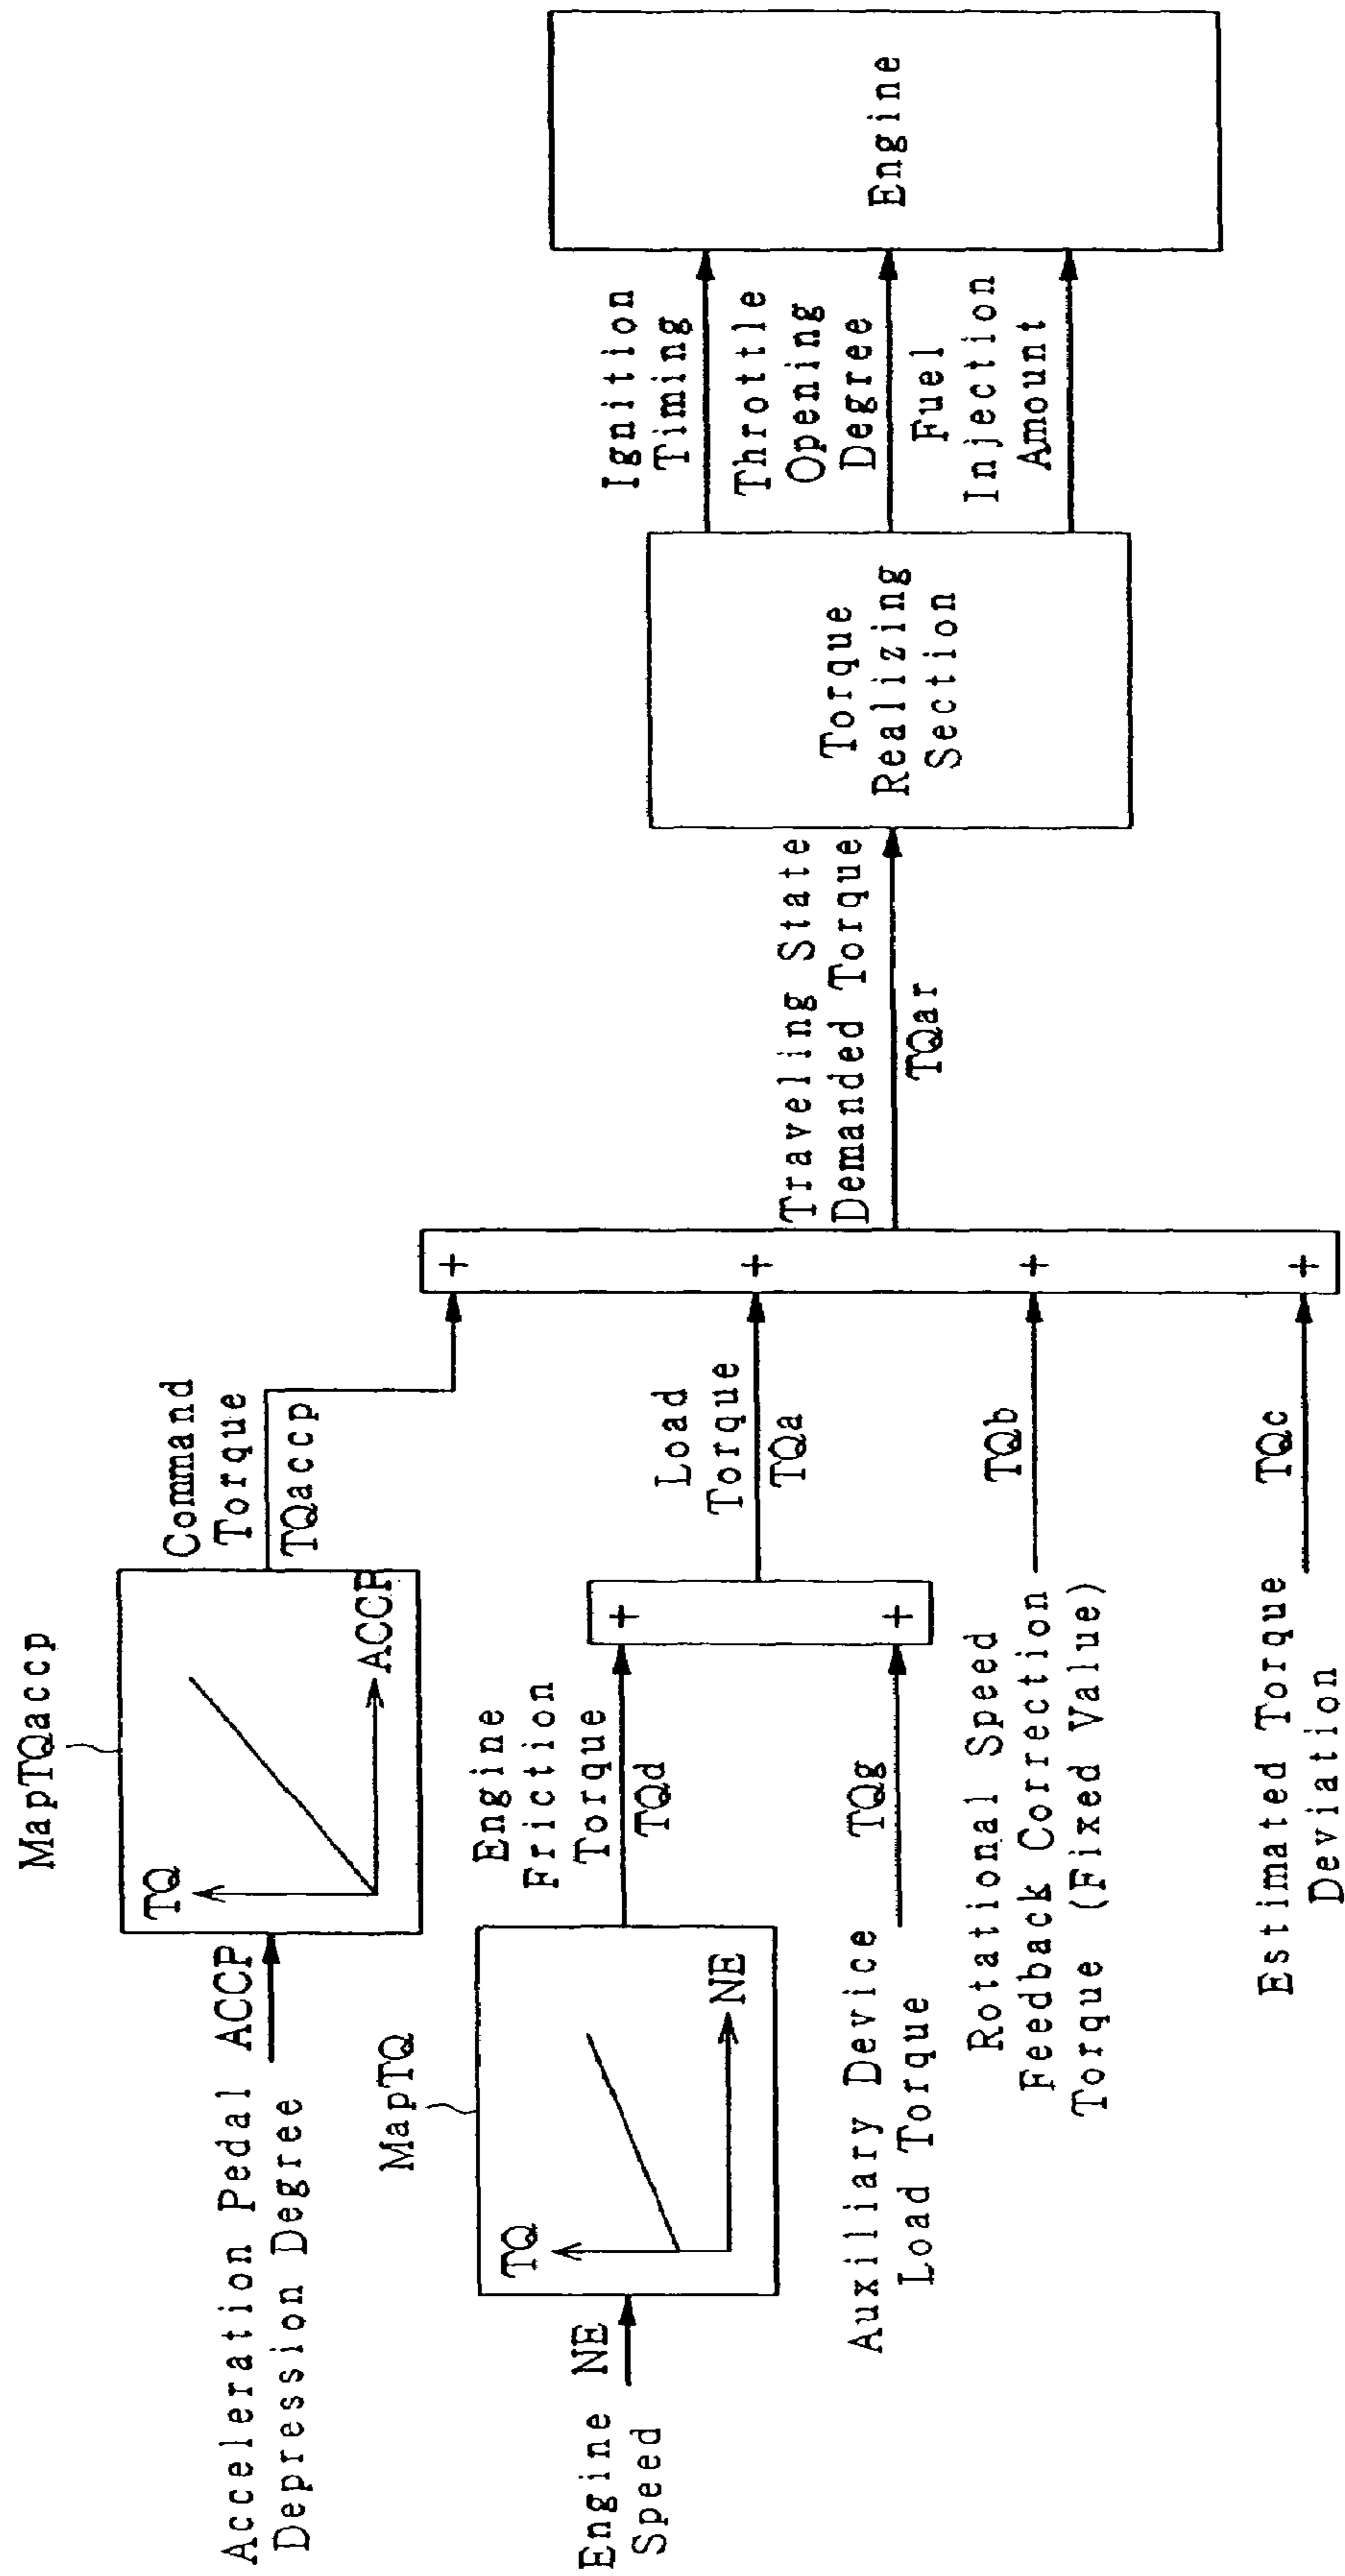 MapTQaccp
Acceleration Pedal ACCP
Depression Degree
TQ
ACCP
Command
Torque
TQaccp
MapTQ
Engine NE
Speed
TQ
NE
Engine
Friction
Torque
TQd
Auxiliary Device
Load Torque
TQg
+
+
Load
Torque
TQa
Rotational Speed
Feedback Correction
Torque (Fixed Value)
TQb
Estimated Torque
Deviation
TQc
+
+
+
+
Traveling State
Demanded Torque
TQar
Torque
Realizing
Section
Ignition
Timing
Throttle
Opening
Degree
Fuel
Injection
Amount
Engine